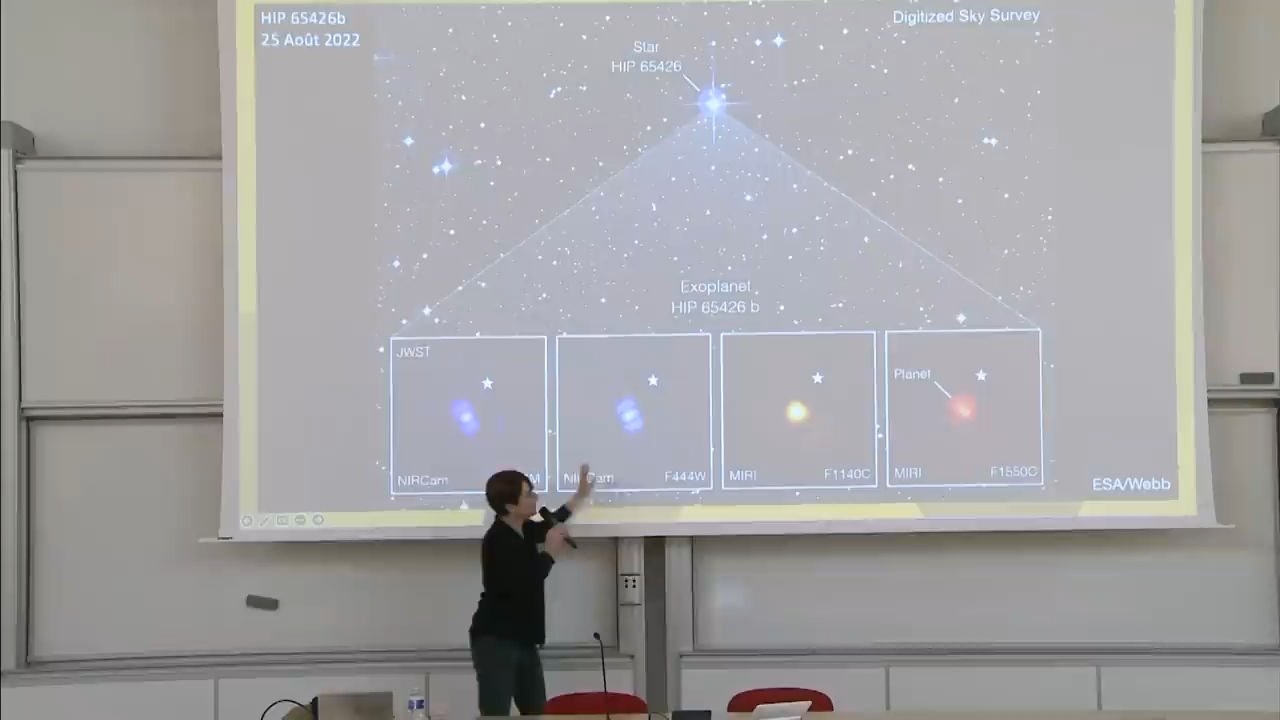 HIP 65426b
25 Août 2022
Digitized Sky Survey
Star
HIP 65426
Exoplanet
HIP 65426 b
JWST
Planet
NIRCam
NIRCam F444W
MIRI F1140C
MIRI F1550C
ESA/Webb